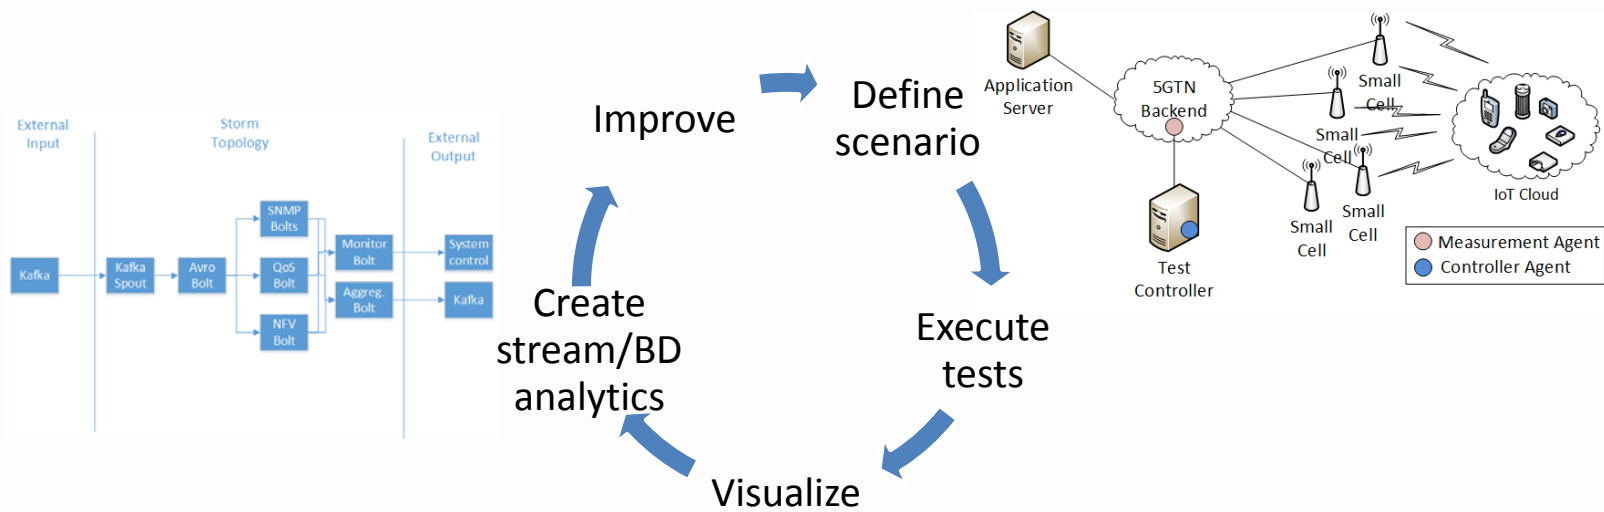 External
Input
Storm
Topology
External
Output
Kafka
Kafka
Spout
Avro
Bolt
SNMP
Bolts
QoS
Bolt
NFV
Bolt
Monitor
Bolt
Aggreg.
Bolt
System
control
Kafka
Improve
Define
scenario
Execute
tests
Visualize
Create
stream/BD
analytics
Application
Server
5GTN
Backend
Test
Controller
Small
Cell
Small
Cell
Small
Cell
Small
Cell
IoT Cloud
Measurement Agent
Controller Agent